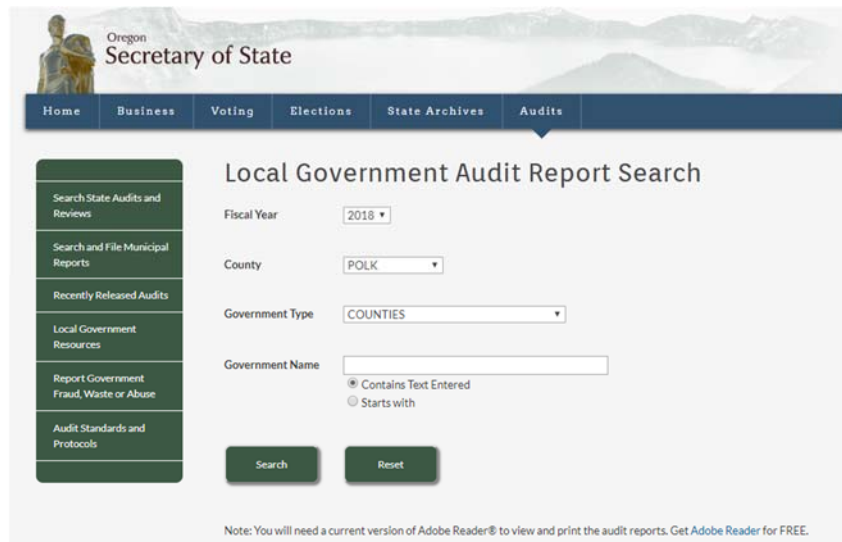 Oregon
Secretary of State
Home Business Voting Elections State Archives Audits
Local Government Audit Report Search
Search State Audits and
Reviews
Search and File Municipal
Reports
Recently Released Audits
Local Government
Resources
Report Government
Fraud, Waste or Abuse
Audit Standards and
Protocols
Fiscal Year 2018
County POLK
Government Type COUNTIES
Government Name
Contains Text Entered
Starts with
Search Reset
Note: You will need a current version of Adobe Reader® to view and print the audit reports. Get Adobe Reader for FREE.